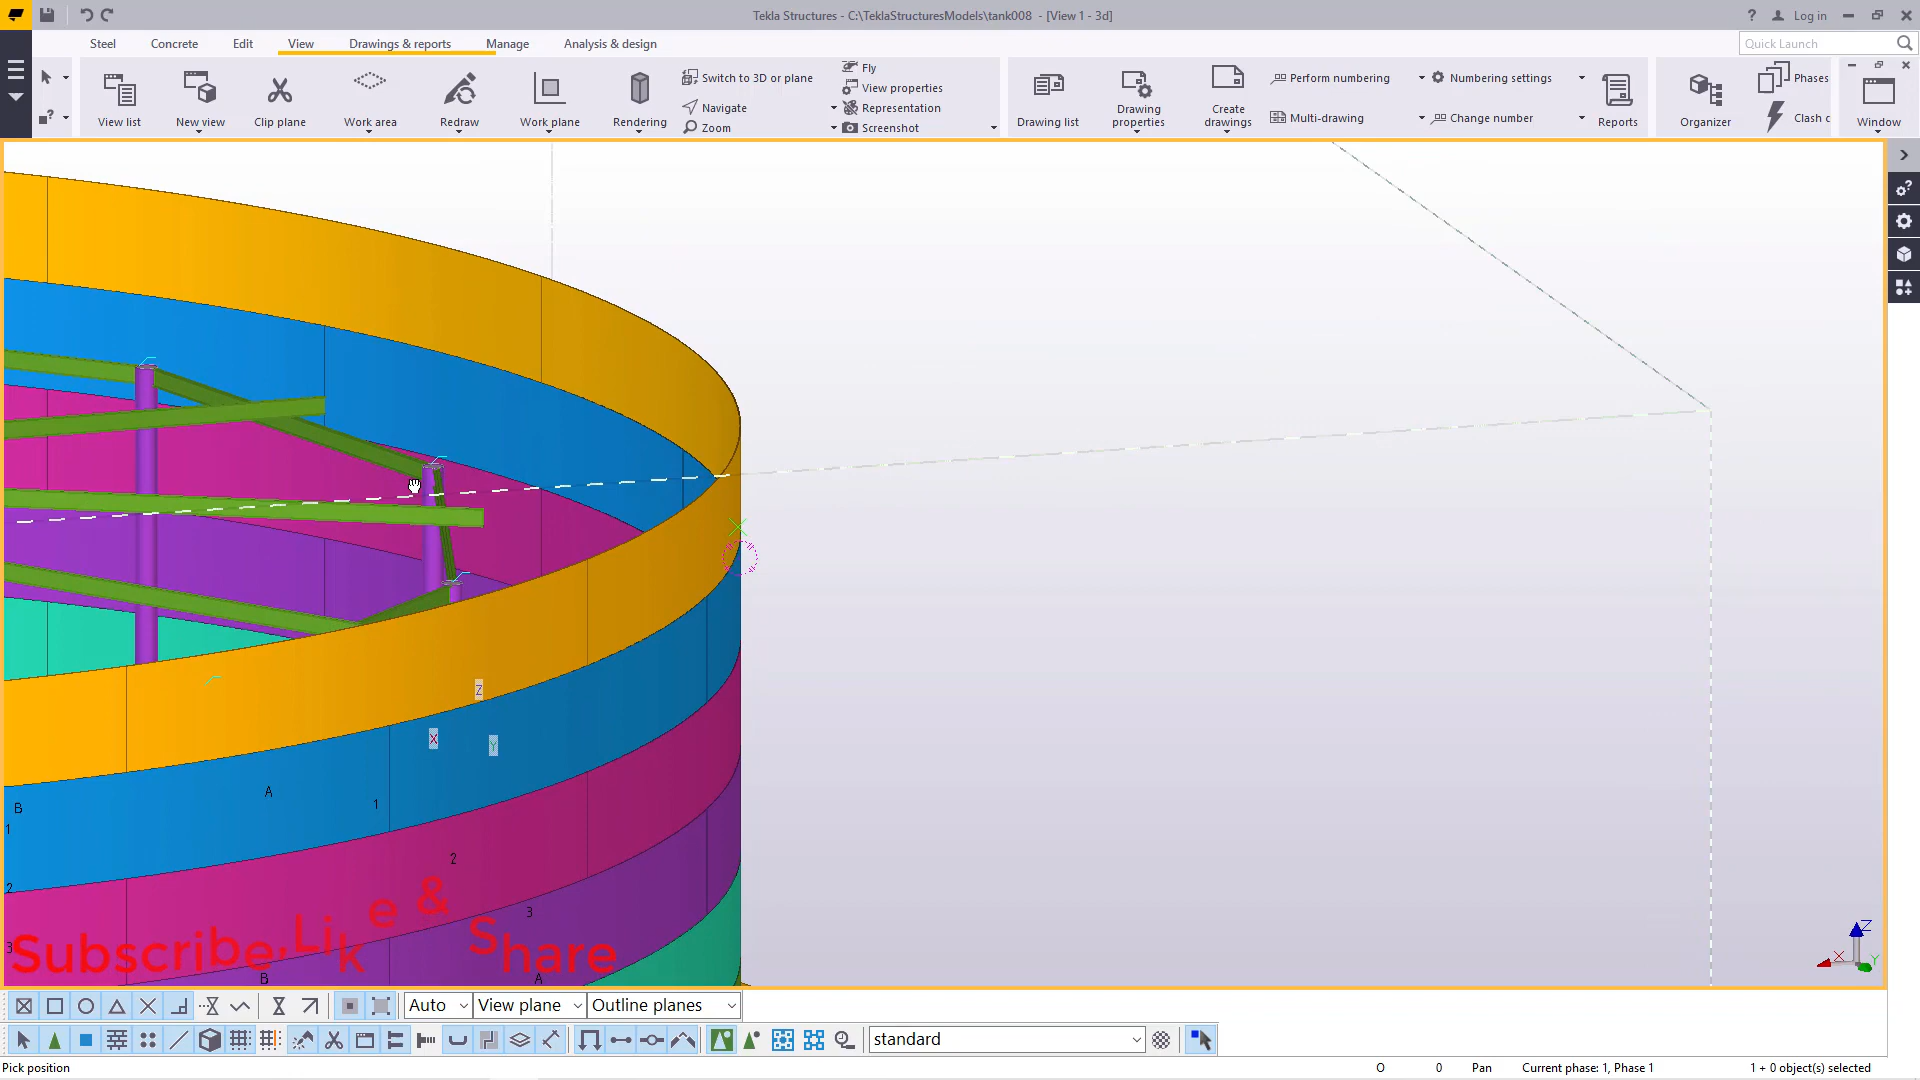 Tekla Structures - C:\TeklaStructuresModels\tank008 - [View 1 - 3d]
? Log in
Steel Concrete Edit View Drawings & reports Manage Analysis & design
Quick Launch
View list
New view
Clip plane
Work area
Redraw
Work plane
Rendering
Switch to 3D or plane
Navigate
Zoom
Fly
View properties
Representation
Screenshot
Drawing list
Drawing properties
Create drawings
Perform numbering
Multi-drawing
Numbering settings
Change number
Reports
Organizer
Phases
Clash c
Window
Z
X
Y
A
1
B
1
2
2
3
3
B
A
Subscribe,Like & Share
Z
X
Y
Auto
View plane
Outline planes
standard
Pick position
O
0
Pan
Current phase: 1, Phase 1
1 + 0 object(s) selected